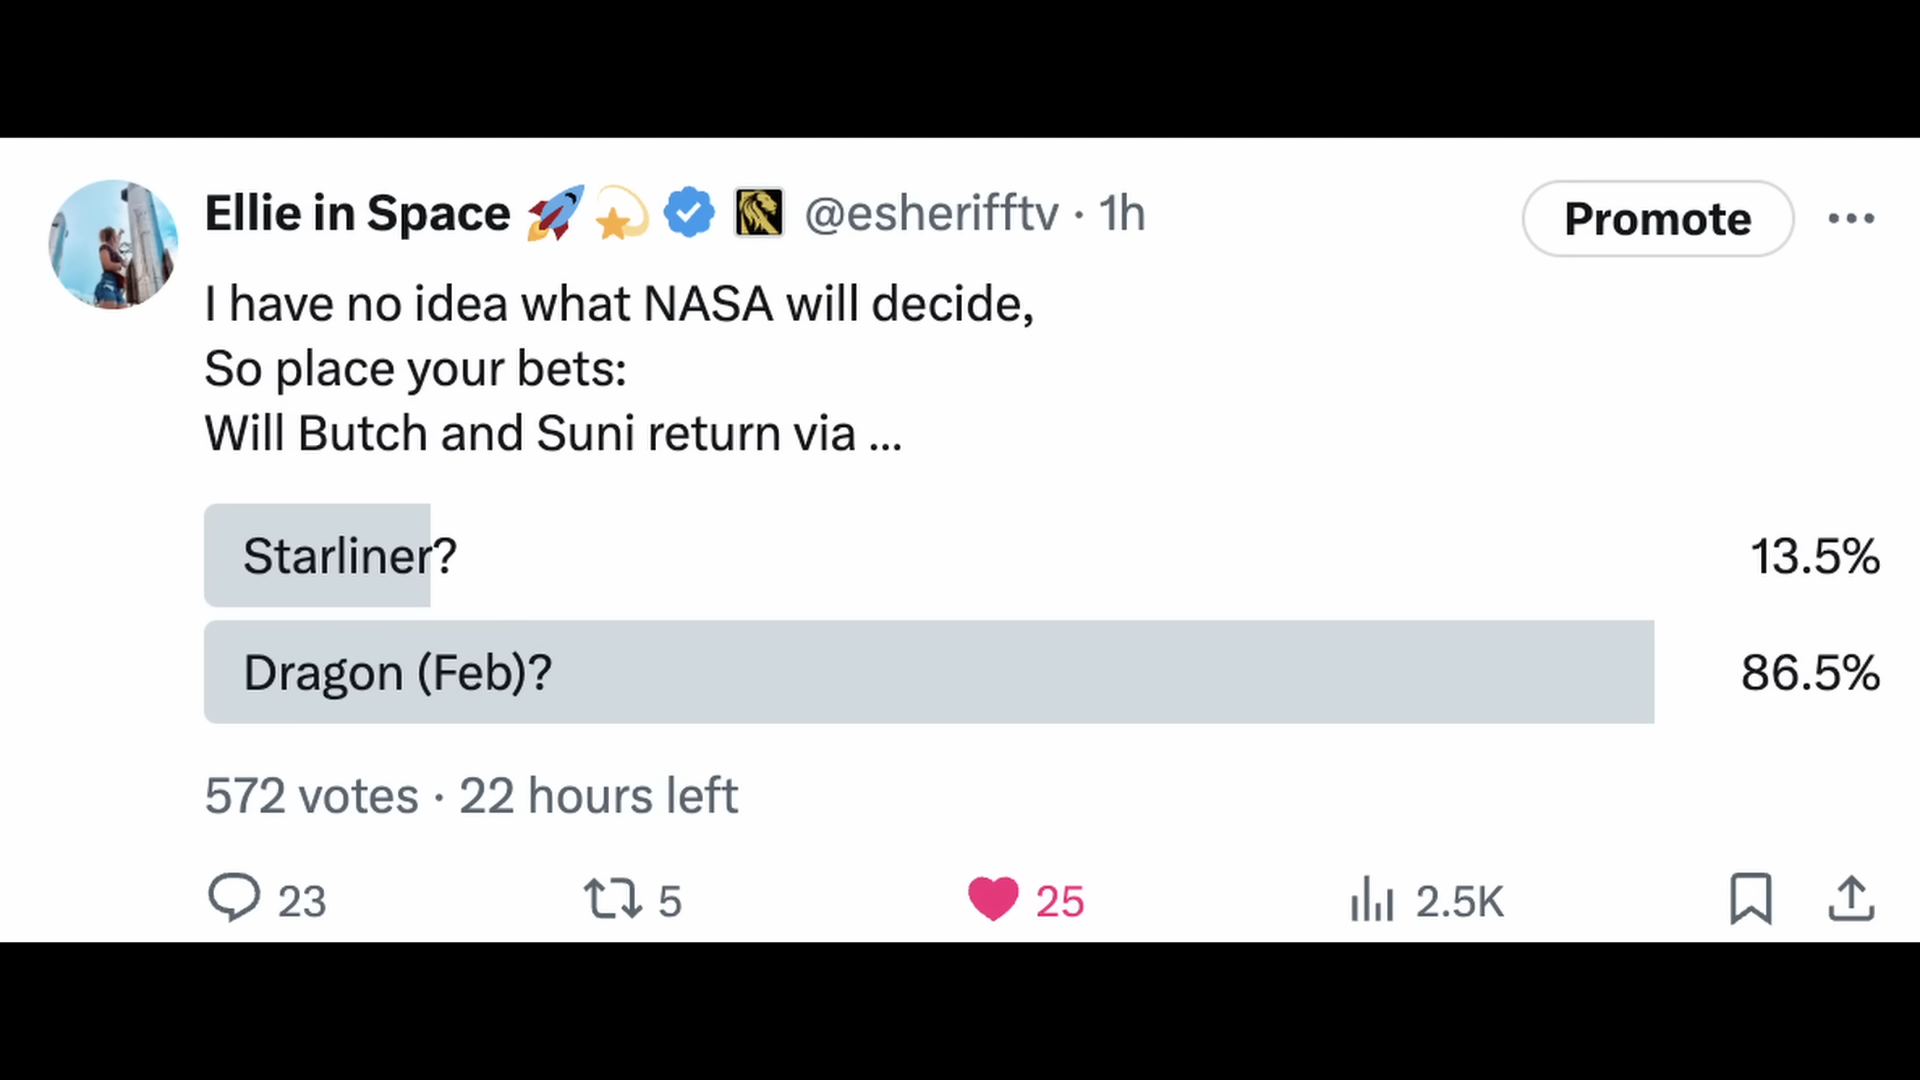 Ellie in Space 🚀💫 @esherifftv · 1h
Promote
I have no idea what NASA will decide,
So place your bets:
Will Butch and Suni return via ...
Starliner? 13.5%
Dragon (Feb)? 86.5%
572 votes · 22 hours left
23 5 25 2.5K